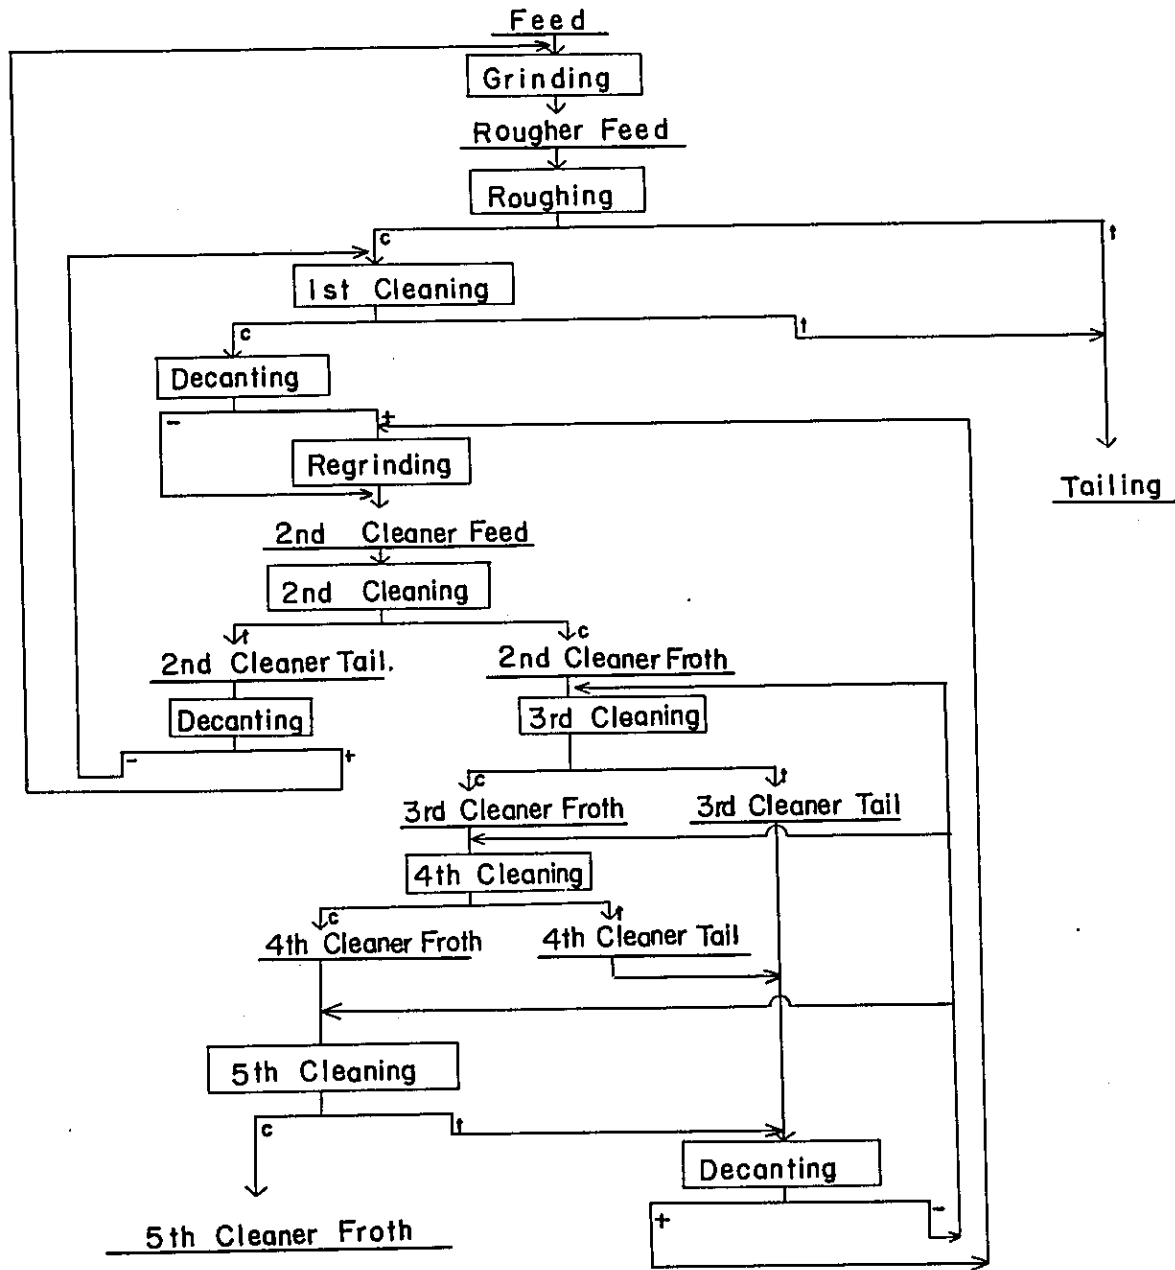 Feed
Grinding
Rougher Feed
Roughing
c
t
1st Cleaning
c
t
Decanting
-
+
Regrinding
Tailing
2nd Cleaner Feed
2nd Cleaning
t
c
2nd Cleaner Tail.
2nd Cleaner Froth
Decanting
3rd Cleaning
-
+
c
t
3rd Cleaner Froth
3rd Cleaner Tail
4th Cleaning
c
t
4th Cleaner Froth
4th Cleaner Tail
5th Cleaning
c
t
Decanting
+
-
5th Cleaner Froth